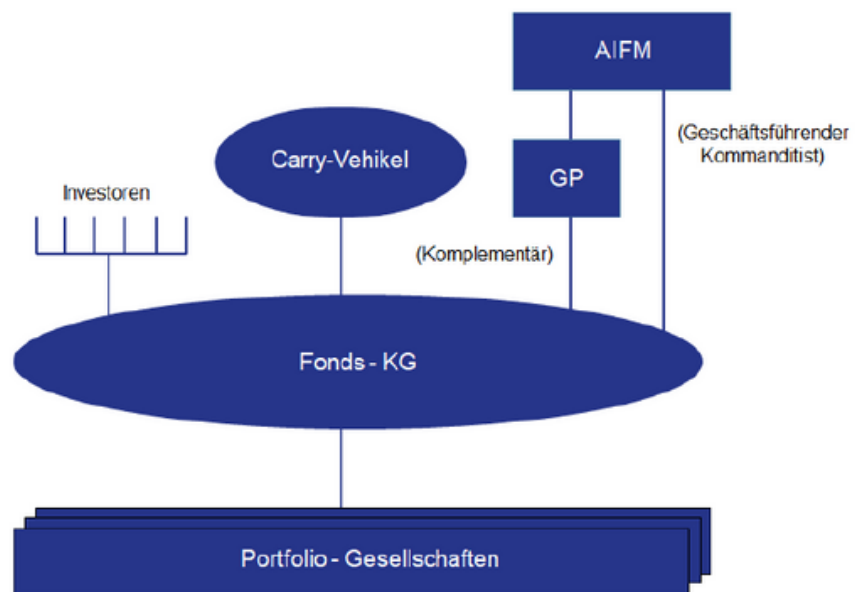 AIFM
(Geschäftsführender
Kommanditist)
Carry-Vehikel
GP
Investoren
(Komplementär)
Fonds - KG
Portfolio - Gesellschaften